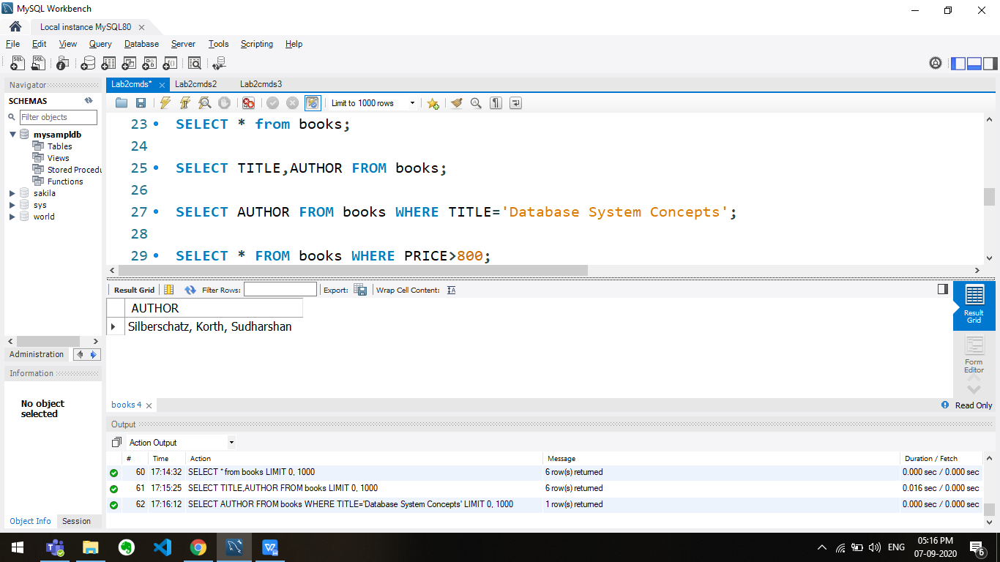 MySQL Workbench
Local instance MySQL80
File Edit View Query Database Server Tools Scripting Help
Navigator
SCHEMAS
Filter objects
mysampldb
Tables
Views
Stored Procedu
Functions
sakila
sys
world
Administration
Information
No object
selected
Object Info Session
Lab2cmds* Lab2cmds2 Lab2cmds3
Limit to 1000 rows
23 SELECT * from books;
24
25 SELECT TITLE,AUTHOR FROM books;
26
27 SELECT AUTHOR FROM books WHERE TITLE='Database System Concepts';
28
29 SELECT * FROM books WHERE PRICE>800;
Result Grid Filter Rows: Export: Wrap Cell Content:
AUTHOR
Silberschatz, Korth, Sudharshan
Result
Grid
Form
Editor
books 4
Read Only
Output
Action Output
# Time Action Message Duration / Fetch
60 17:14:32 SELECT * from books LIMIT 0, 1000 6 row(s) returned 0.000 sec / 0.000 sec
61 17:15:25 SELECT TITLE,AUTHOR FROM books LIMIT 0, 1000 6 row(s) returned 0.016 sec / 0.000 sec
62 17:16:12 SELECT AUTHOR FROM books WHERE TITLE='Database System Concepts' LIMIT 0, 1000 1 row(s) returned 0.000 sec / 0.000 sec
ENG
05:16 PM
07-09-2020
6